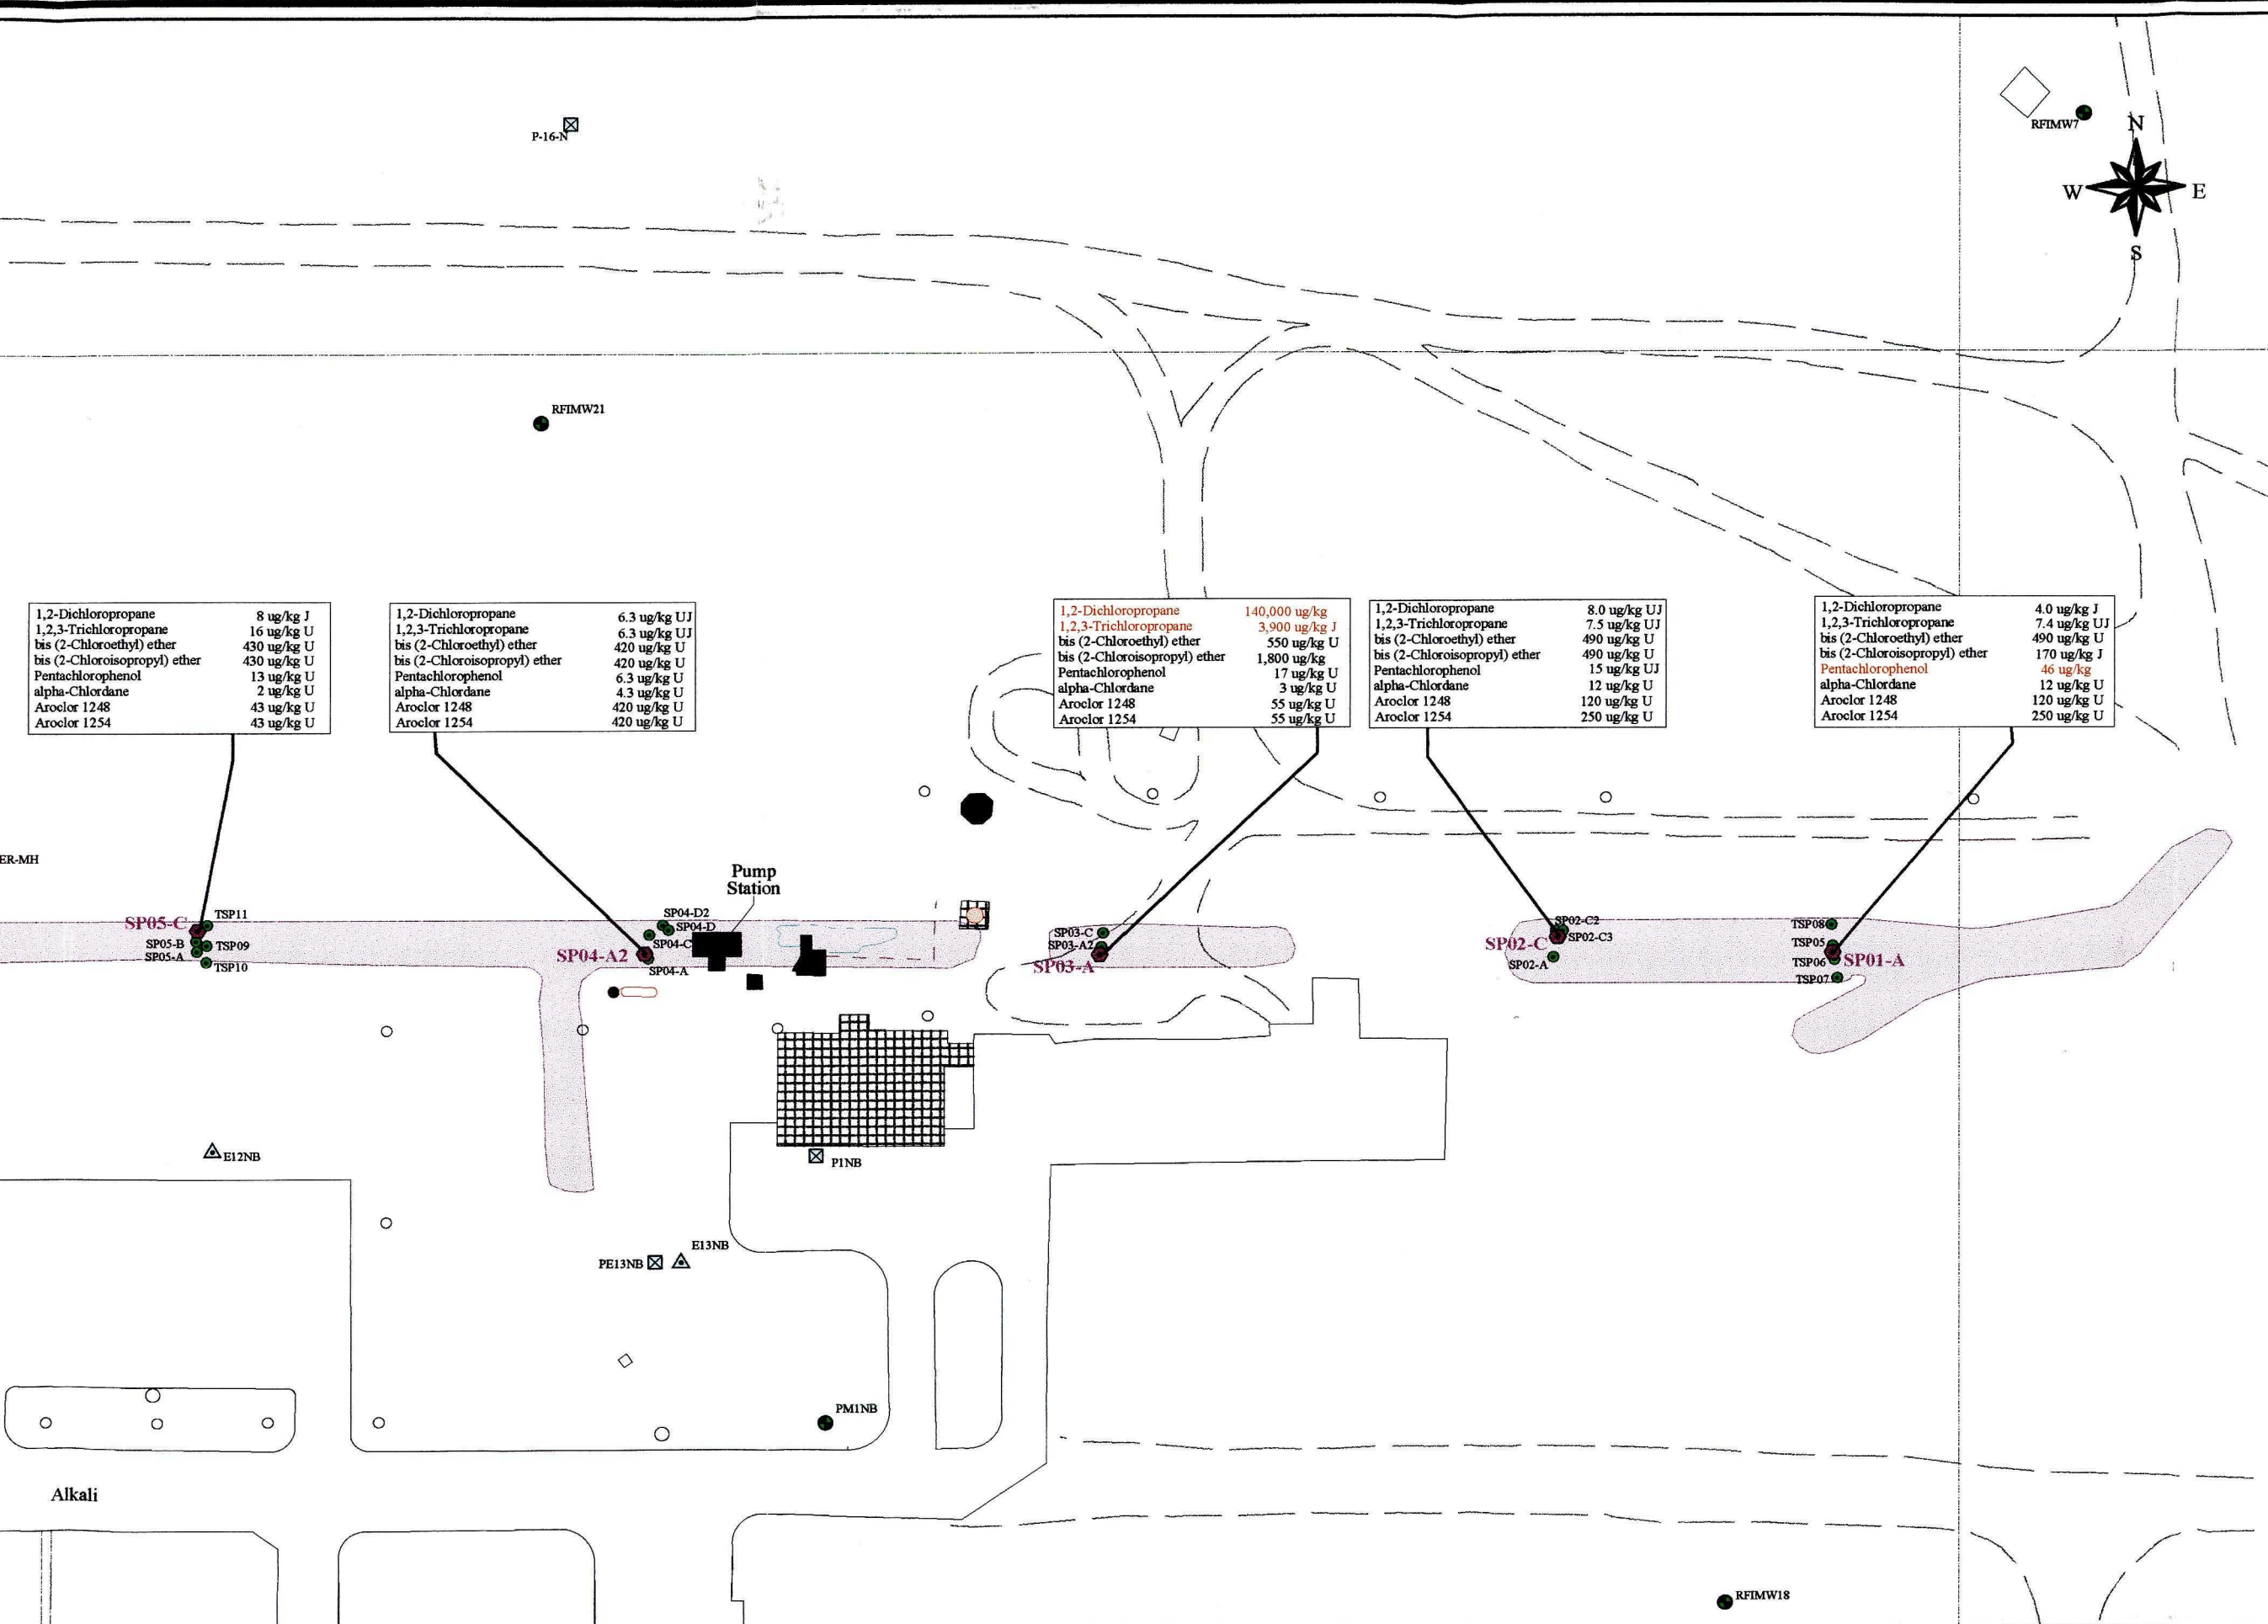 P-16-N
RFIMW7
N
W E
S
RFIMW21
1,2-Dichloropropane 8 ug/kg J
1,2,3-Trichloropropane 16 ug/kg U
bis (2-Chloroethyl) ether 430 ug/kg U
bis (2-Chloroisopropyl) ether 430 ug/kg U
Pentachlorophenol 13 ug/kg U
alpha-Chlordane 2 ug/kg U
Aroclor 1248 43 ug/kg U
Aroclor 1254 43 ug/kg U
1,2-Dichloropropane 6.3 ug/kg UJ
1,2,3-Trichloropropane 6.3 ug/kg UJ
bis (2-Chloroethyl) ether 420 ug/kg U
bis (2-Chloroisopropyl) ether 420 ug/kg U
Pentachlorophenol 6.3 ug/kg U
alpha-Chlordane 4.3 ug/kg U
Aroclor 1248 420 ug/kg U
Aroclor 1254 420 ug/kg U
1,2-Dichloropropane 140,000 ug/kg
1,2,3-Trichloropropane 3,900 ug/kg J
bis (2-Chloroethyl) ether 550 ug/kg U
bis (2-Chloroisopropyl) ether 1,800 ug/kg
Pentachlorophenol 17 ug/kg U
alpha-Chlordane 3 ug/kg U
Aroclor 1248 55 ug/kg U
Aroclor 1254 55 ug/kg U
1,2-Dichloropropane 8.0 ug/kg UJ
1,2,3-Trichloropropane 7.5 ug/kg UJ
bis (2-Chloroethyl) ether 490 ug/kg U
bis (2-Chloroisopropyl) ether 490 ug/kg U
Pentachlorophenol 15 ug/kg UJ
alpha-Chlordane 12 ug/kg U
Aroclor 1248 120 ug/kg U
Aroclor 1254 250 ug/kg U
1,2-Dichloropropane 4.0 ug/kg J
1,2,3-Trichloropropane 7.4 ug/kg UJ
bis (2-Chloroethyl) ether 490 ug/kg U
bis (2-Chloroisopropyl) ether 170 ug/kg J
Pentachlorophenol 46 ug/kg
alpha-Chlordane 12 ug/kg U
Aroclor 1248 120 ug/kg U
Aroclor 1254 250 ug/kg U
ER-MH
Pump
Station
SP05-C
TSP11
SP05-B
TSP09
SP05-A
TSP10
SP04-D2
SP04-D
SP04-C
SP04-A2
SP04-A
SP03-C
SP03-A2
SP03-A
SP02-C2
SP02-C3
SP02-C
SP02-A
TSP08
TSP05
TSP06
SP01-A
TSP07
E12NB
P1NB
E13NB
PE13NB
PM1NB
Alkali
RFIMW18